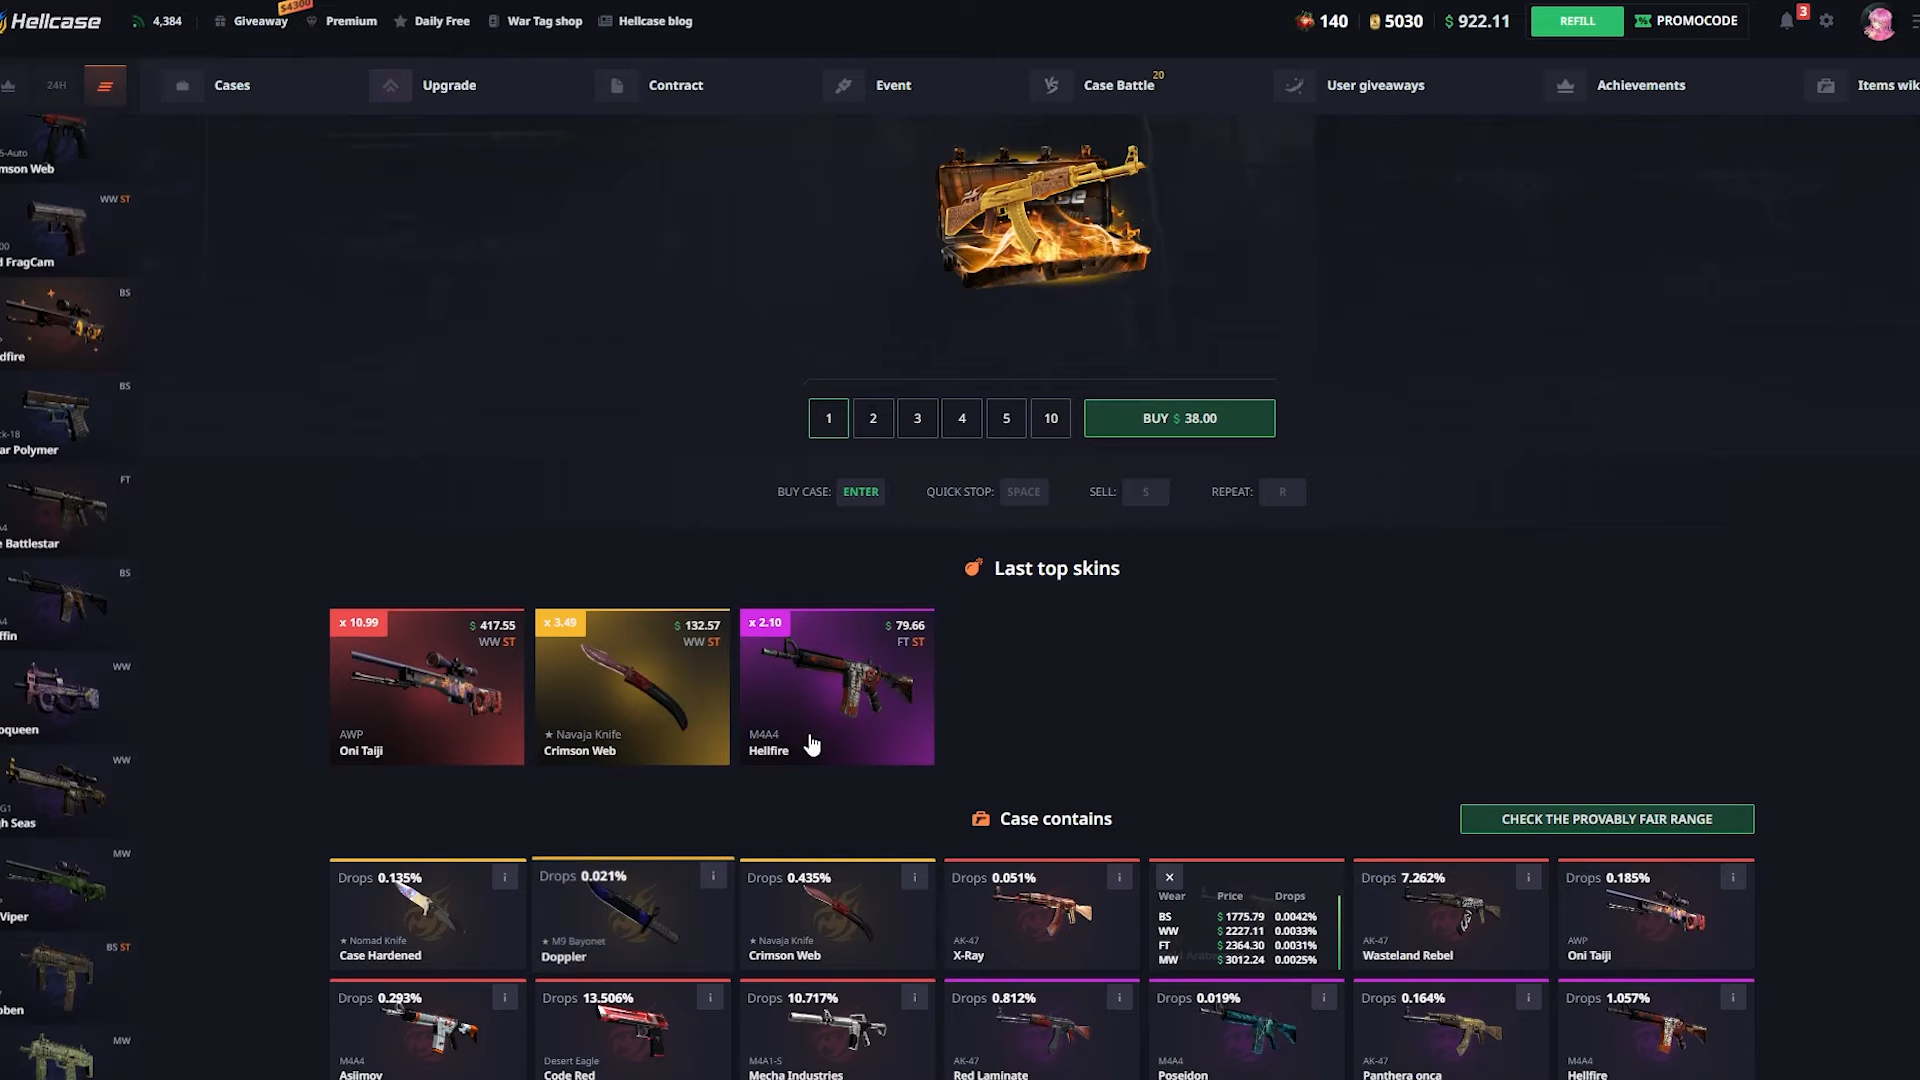 Hellcase
4,384
Giveaway
$4300
Premium
Daily Free
War Tag shop
Hellcase blog
140
5030
$ 922.11
REFILL
PROMOCODE
3
24H
Cases
Upgrade
Contract
Event
Case Battle
20
User giveaways
Achievements
Items wik
5-Auto
mson Web
WW ST
00
d FragCam
BS
dfire
BS
ck-18
ar Polymer
FT
A4
e Battlestar
BS
A4
ffin
WW
oqueen
WW
G1
h Seas
MW
Viper
BS ST
oben
MW
CASE
1
2
3
4
5
10
BUY $ 38.00
BUY CASE: ENTER
QUICK STOP: SPACE
SELL: S
REPEAT: R
Last top skins
x 10.99
$ 417.55
WW ST
AWP
Oni Taiji
x 3.49
$ 132.57
WW ST
★ Navaja Knife
Crimson Web
x 2.10
$ 79.66
FT ST
M4A4
Hellfire
Case contains
CHECK THE PROVABLY FAIR RANGE
Drops 0.135%
★ Nomad Knife
Case Hardened
Drops 0.021%
★ M9 Bayonet
Doppler
Drops 0.435%
★ Navaja Knife
Crimson Web
Drops 0.051%
AK-47
X-Ray
Wear Price Drops
BS $ 1775.79 0.0042%
WW $ 2227.11 0.0033%
FT $ 2364.30 0.0031%
MW $ 3012.24 0.0025%
Drops 7.262%
AK-47
Wasteland Rebel
Drops 0.185%
AWP
Oni Taiji
Drops 0.293%
M4A4
Asiimov
Drops 13.506%
Desert Eagle
Code Red
Drops 10.717%
M4A1-S
Mecha Industries
Drops 0.812%
AK-47
Red Laminate
Drops 0.019%
M4A4
Poseidon
Drops 0.164%
AK-47
Panthera onca
Drops 1.057%
M4A4
Hellfire